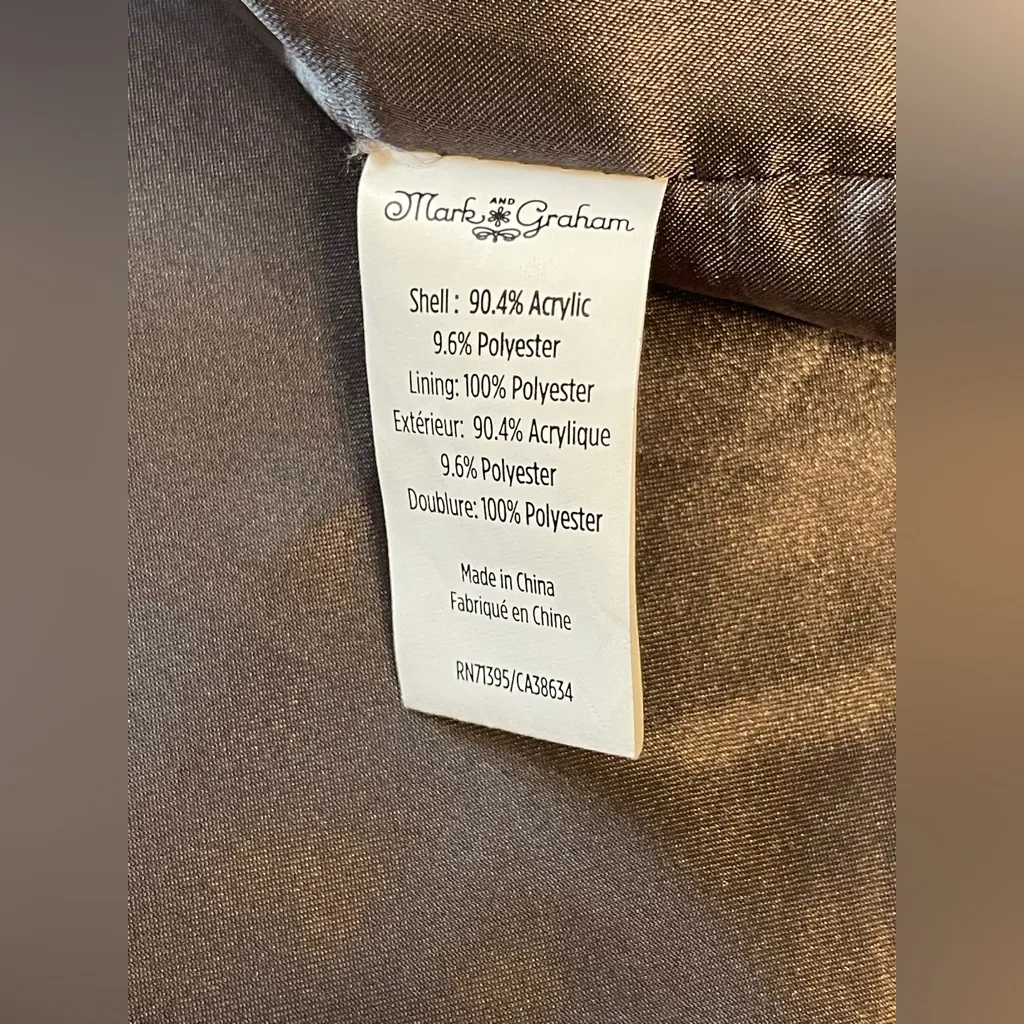 Mark AND Graham
Shell : 90.4% Acrylic
9.6% Polyester
Lining: 100% Polyester
Extérieur: 90.4% Acrylique
9.6% Polyester
Doublure: 100% Polyester
Made in China
Fabriqué en Chine
RN71395/CA38634